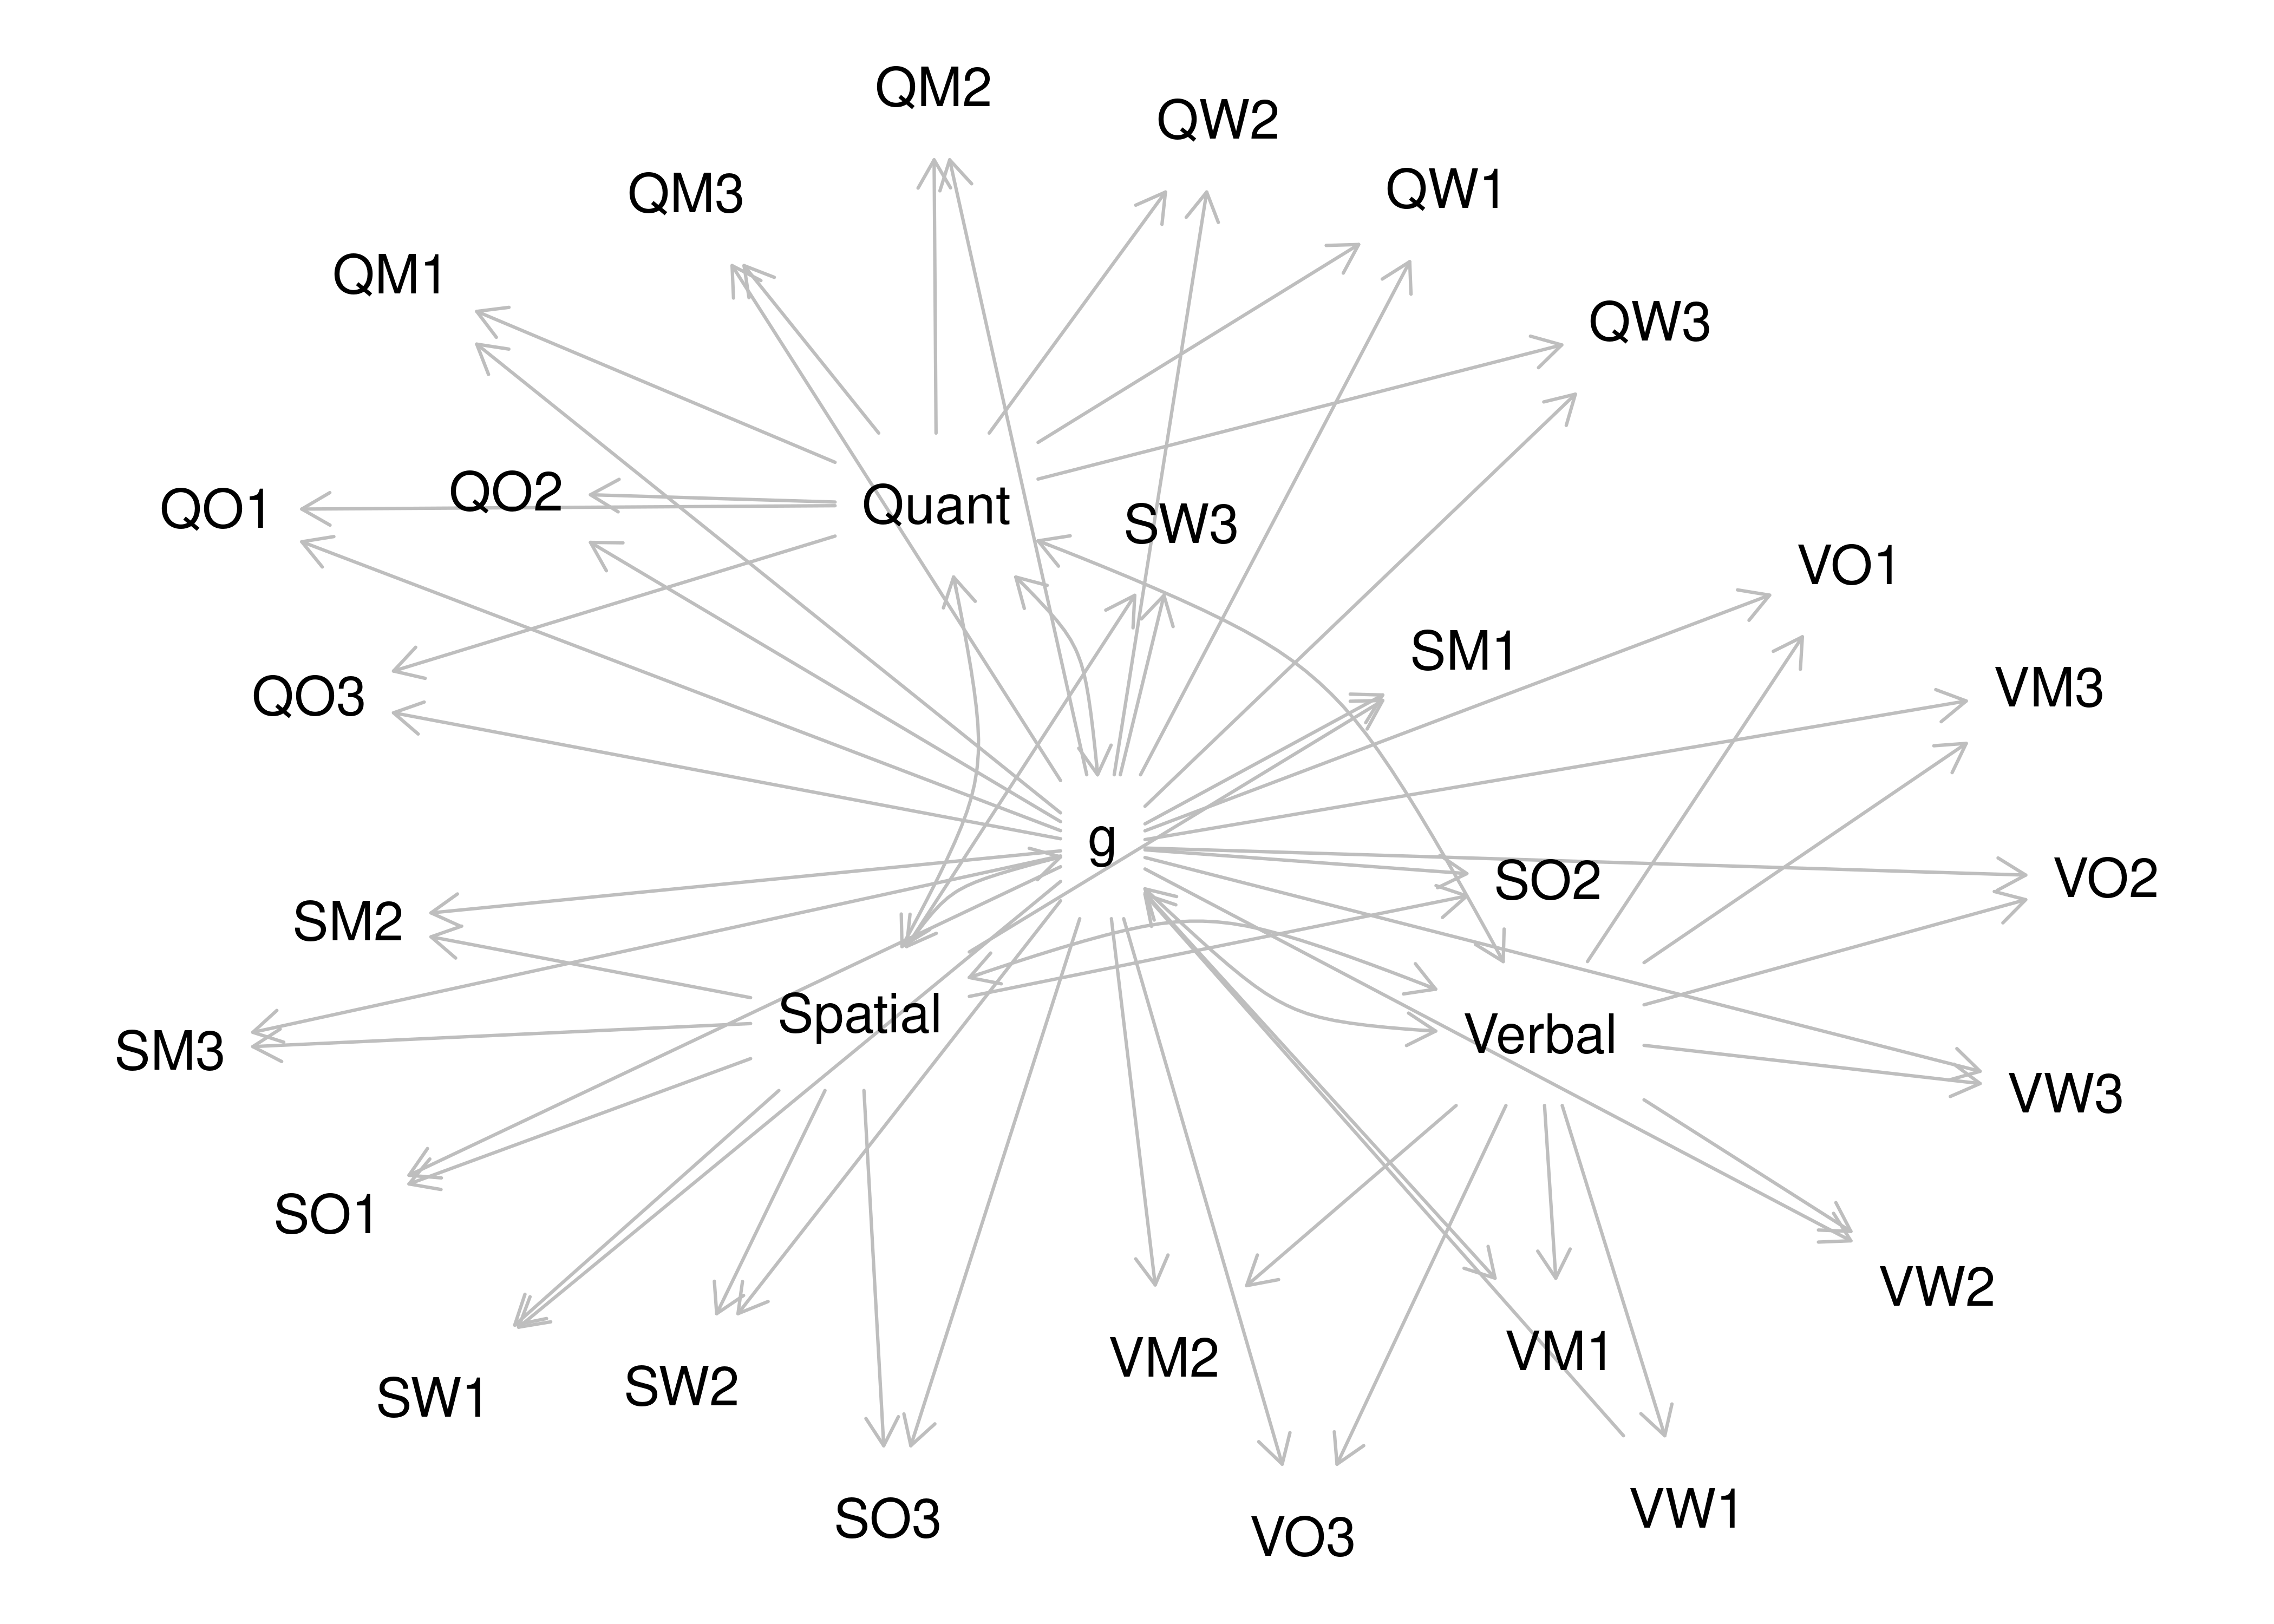 QM2
QW2
QM3
QW1
QM1
QW3
QO2
QO1
Quant
SW3
VO1
SM1
QO3
VM3
g
SO2
VO2
SM2
Spatial
Verbal
SM3
VW3
SO1
VW2
VM2
VM1
SW1
SW2
SO3
VO3
VW1